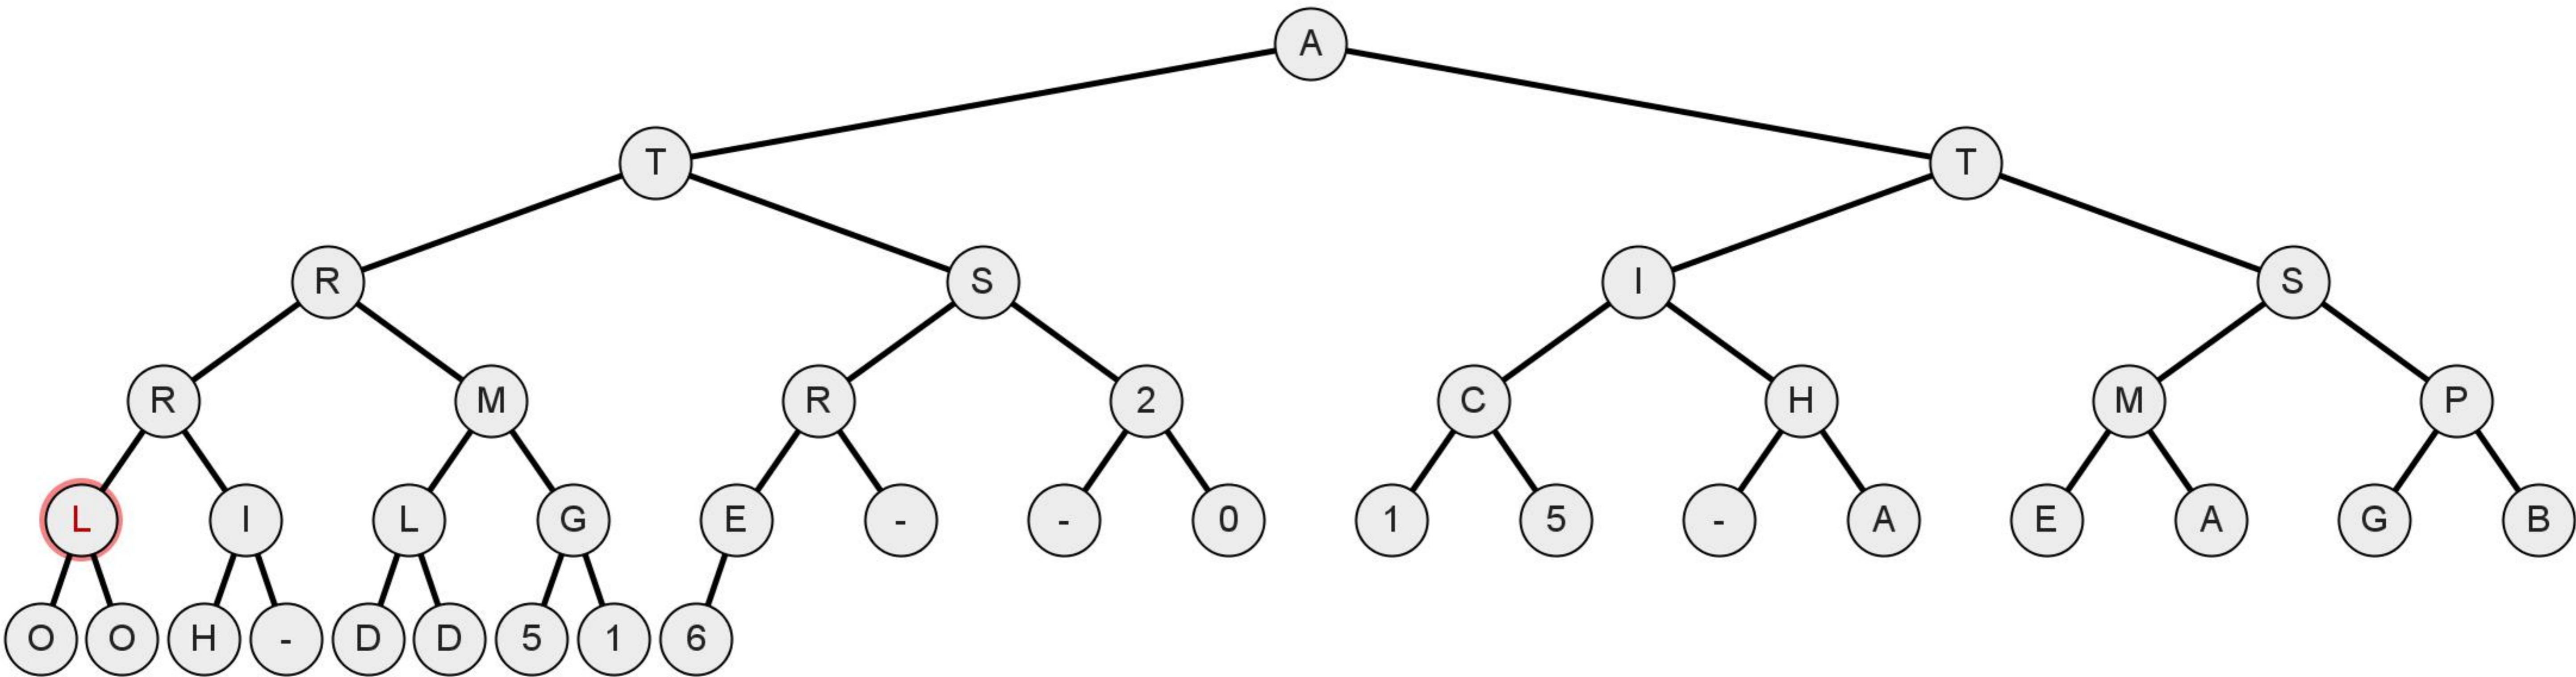 A
T T
R S I S
R M R 2 C H M P
L I L G E - - 0 1 5 - A E A G B
O O H - D D 5 1 6